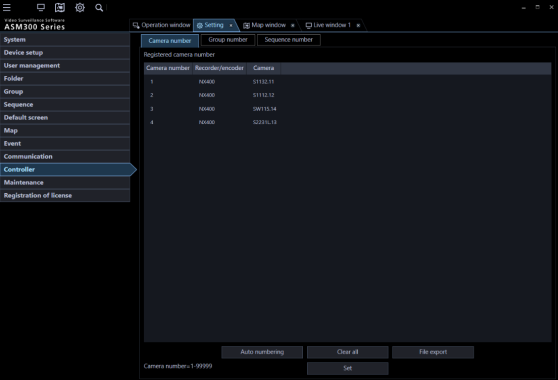 Video Surveillance Software
ASM300 Series
Operation window Setting × Map window Live window 1
System
Device setup
User management
Folder
Group
Sequence
Default screen
Map
Event
Communication
Controller
Maintenance
Registration of license
Camera number Group number Sequence number
Registered camera number
Camera number Recorder/encoder Camera
1 NX400 S1132.11
2 NX400 S1112.12
3 NX400 SW115.14
4 NX400 S2231L.13
Auto numbering Clear all File export
Camera number=1-99999 Set